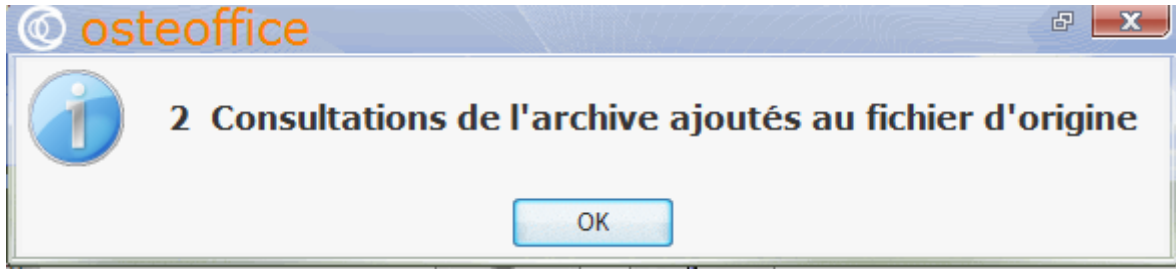 osteoffice
2 Consultations de l'archive ajoutés au fichier d'origine
OK